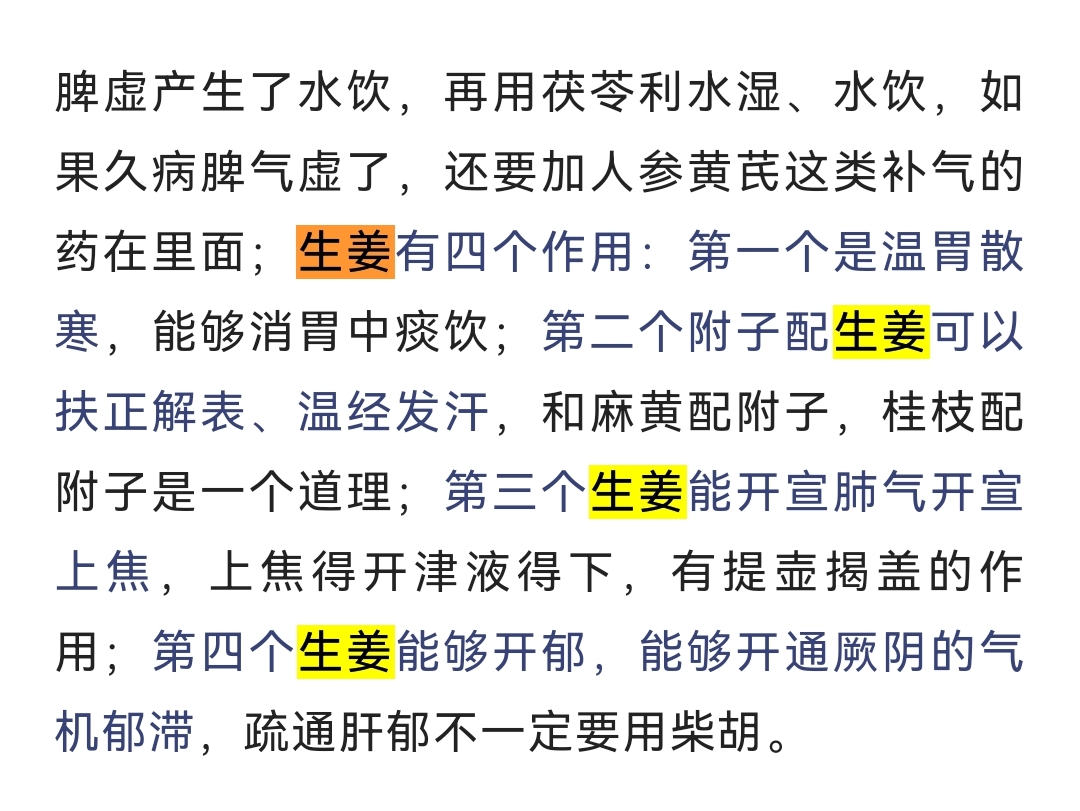 脾虚产生了水饮，再用茯苓利水湿、水饮，如
果久病脾气虚了，还要加人参黄芪这类补气的
药在里面；生姜有四个作用：第一个是温胃散
寒，能够消胃中痰饮；第二个附子配生姜可以
扶正解表、温经发汗，和麻黄配附子，桂枝配
附子是一个道理；第三个生姜能开宣肺气开宣
上焦，上焦得开津液得下，有提壶揭盖的作
用；第四个生姜能够开郁，能够开通厥阴的气
机郁滞，疏通肝郁不一定要用柴胡。